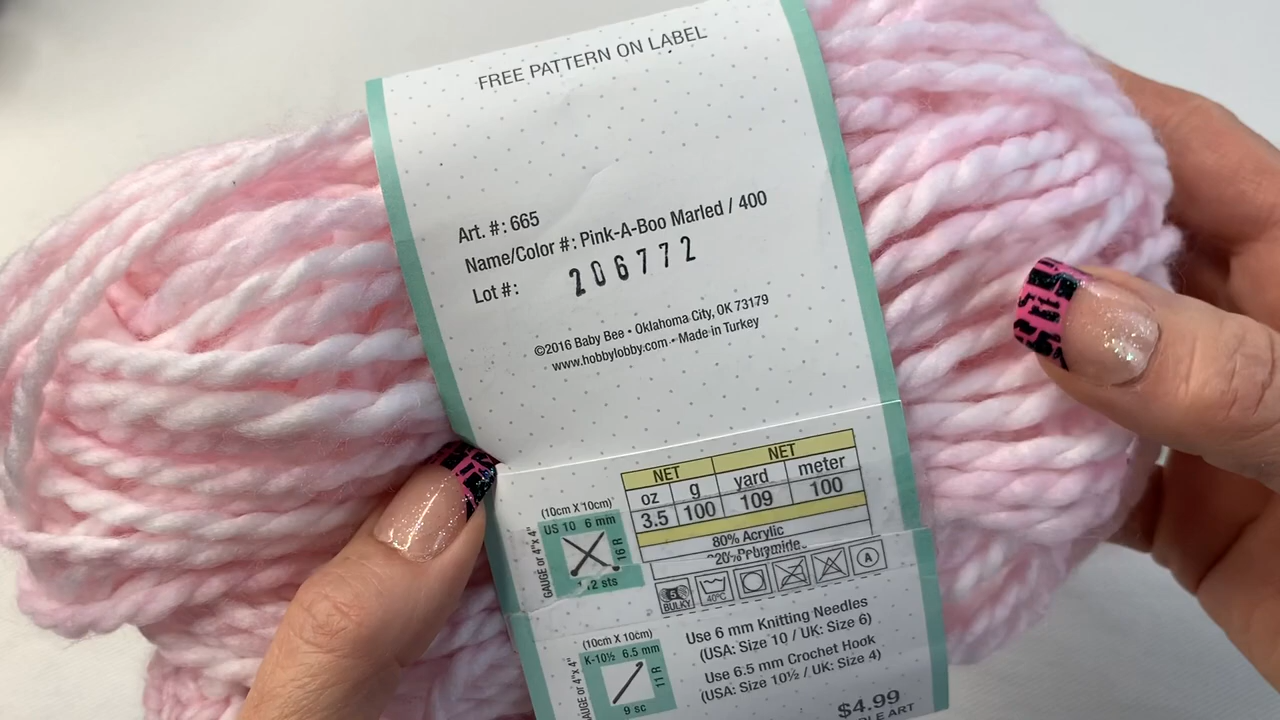 FREE PATTERN ON LABEL
Art. #: 665
Name/Color #: Pink-A-Boo Marled / 400
Lot #: 206772
©2016 Baby Bee • Oklahoma City, OK 73179
www.hobbylobby.com • Made in Turkey
NET NET
oz g yard meter
3.5 100 109 100
80% Acrylic
20% Polyamide
(10cm X 10cm)
GAUGE or 4"x 4"
US 10 6 mm
16 R
sts
BULKY
40ºC
A
Use 6 mm Knitting Needles
(USA: Size 10 / UK: Size 6)
Use 6.5 mm Crochet Hook
(USA: Size 10½ / UK: Size 4)
(10cm X 10cm)
GAUGE or 4"x 4"
K-10½ 6.5 mm
11 R
9 sc
$4.99
ART